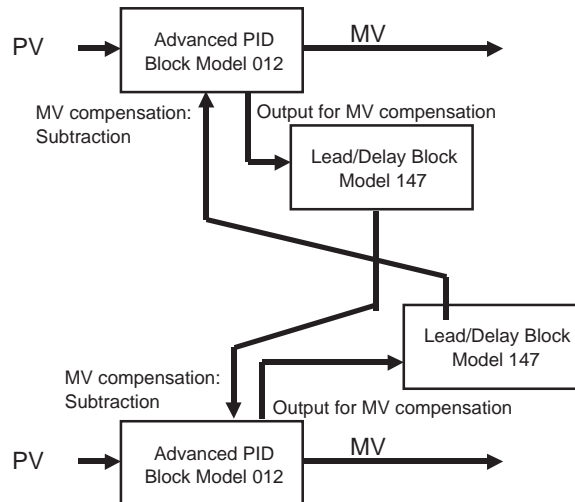 PV
Advanced PID
Block Model 012
MV
MV compensation:
Subtraction
Output for MV compensation
Lead/Delay Block
Model 147
Lead/Delay Block
Model 147
MV compensation:
Subtraction
Output for MV compensation
PV
Advanced PID
Block Model 012
MV